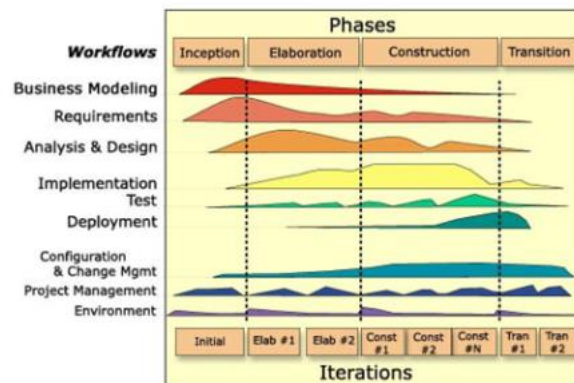 Phases
Workflows Inception Elaboration Construction Transition
Business Modeling
Requirements
Analysis & Design
Implementation
Test
Deployment
Configuration
& Change Mgmt
Project Management
Environment
Initial Elab #1 Elab #2 Const #1 Const #2 Const #N Tran #1 Tran #2
Iterations